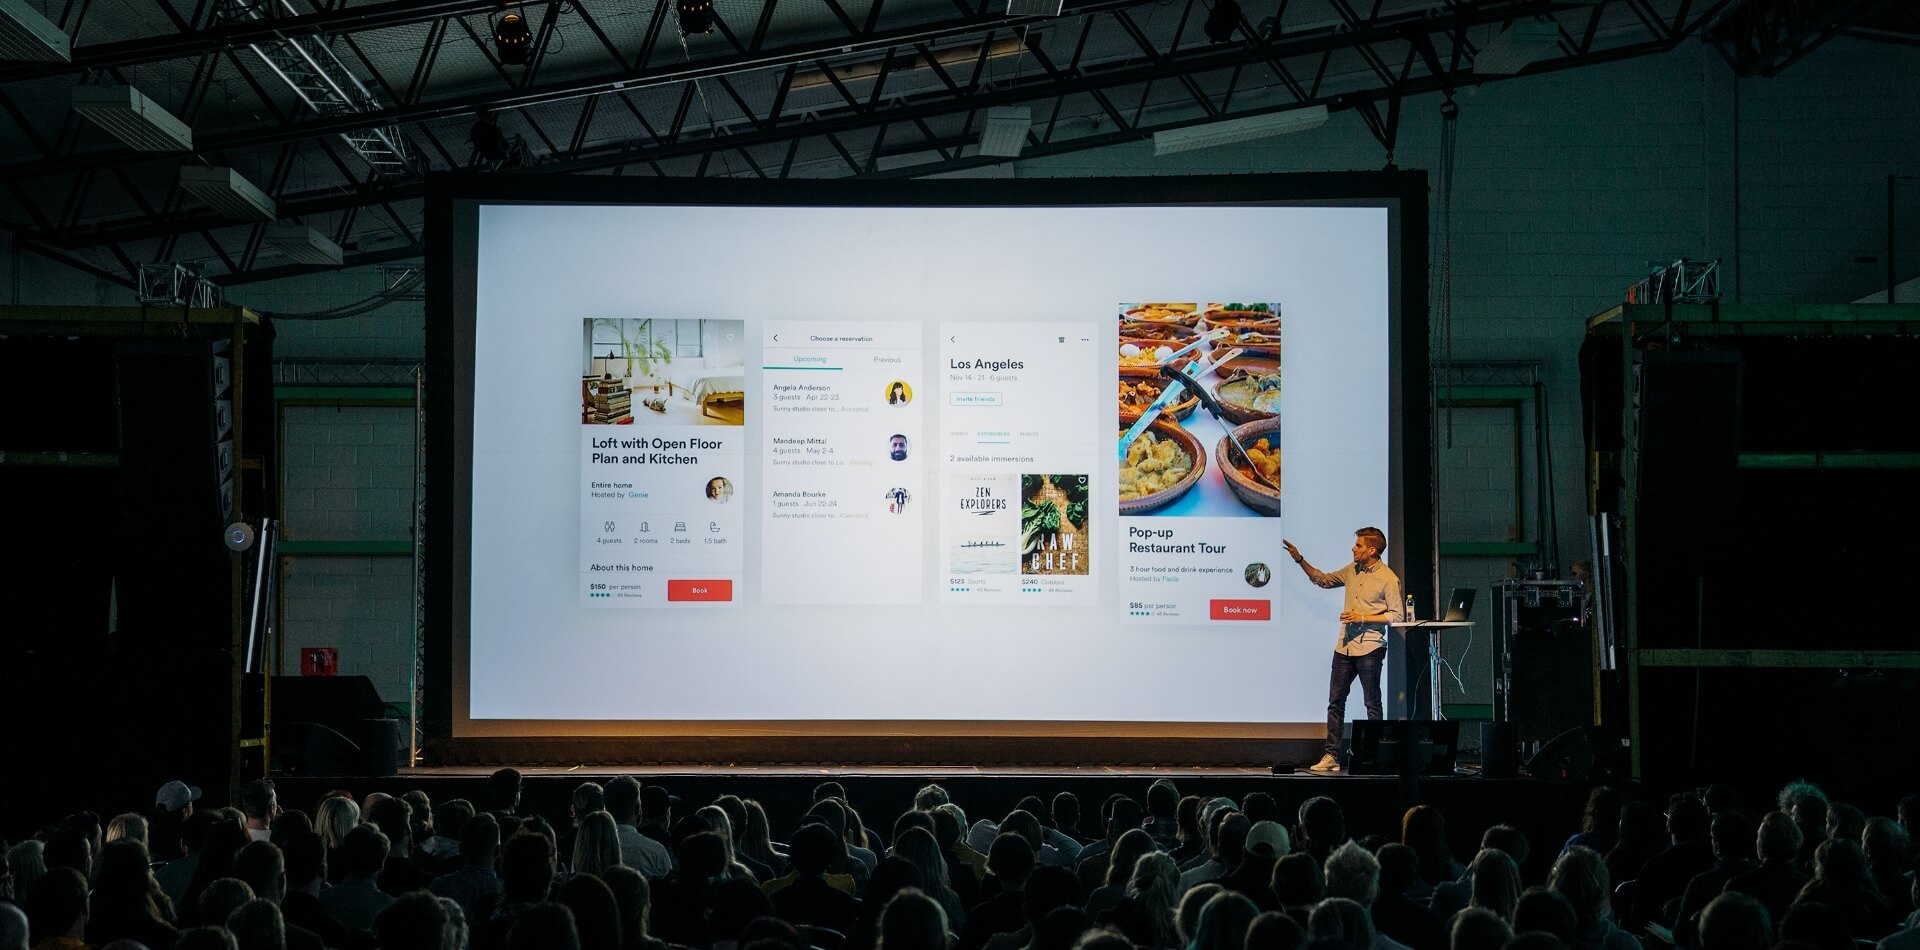 Loft with Open Floor
Plan and Kitchen
Entire home
Hosted by Genie
4 guests 2 rooms 2 beds 1.5 bath
About this home
$150 per person
45 Reviews
Book
Choose a reservation
Upcoming Previous
Angela Anderson
3 guests Apr 22-23
Sunny studio close to... Accepted
Mandeep Mittal
4 guests May 2-4
Sunny studio close to Lo...
Amanda Bourke
1 guests Jun 22-24
Sunny studio close to... Canceled
Los Angeles
Nov 14 - 21 · 6 guests
Invite friends
HOMES EXPERIENCES PLACES
2 available immersions
ZEN
EXPLORERS
$123 Sports
RAW
CHEF
$240 Outdoor
45 Reviews
Pop-up
Restaurant Tour
3 hour food and drink experience
Hosted by Paola
$85 per person
45 Reviews
Book now